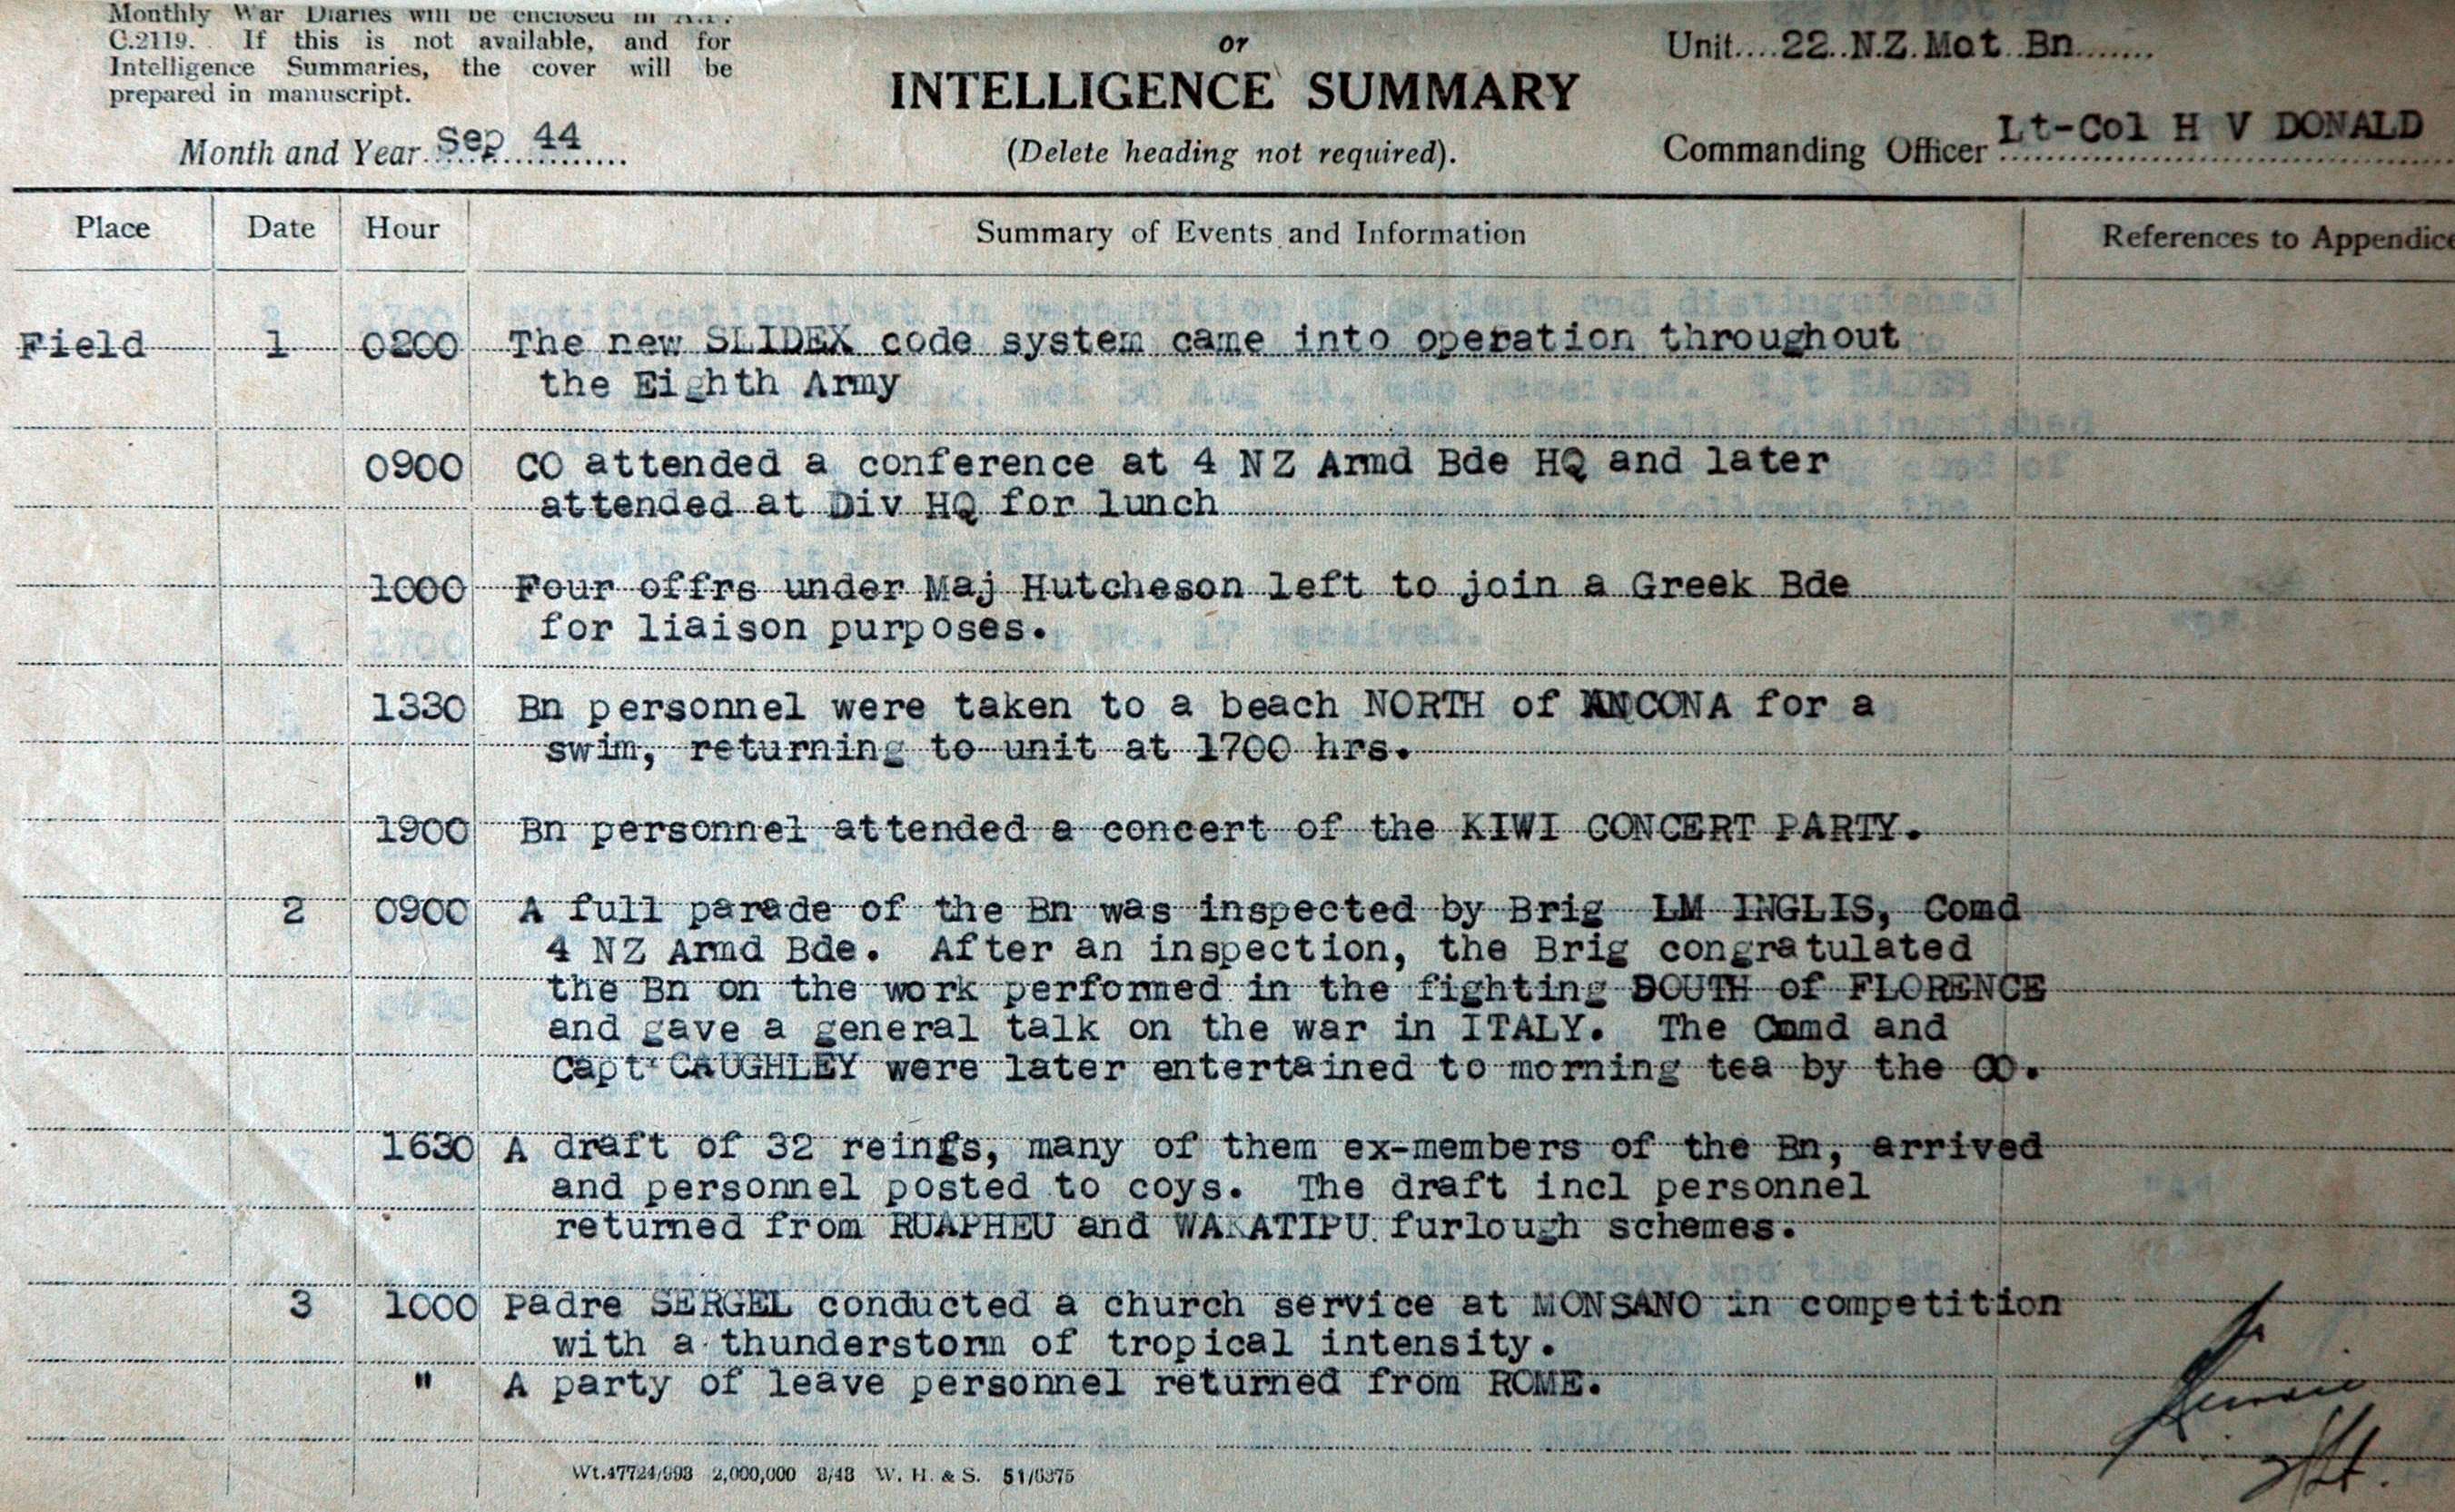 Monthly War Diaries will be enclosed in A.F.
C.2119. If this is not available, and for
Intelligence Summaries, the cover will be
prepared in manuscript.
or
INTELLIGENCE SUMMARY
(Delete heading not required).
Unit....22 N.Z. Mot Bn.......
Month and Year Sep 44
Commanding Officer Lt-Col H V DONALD
Place Date Hour Summary of Events and Information References to Appendice
Field 1 0200 The new SLIDEX code system came into operation throughout
the Eighth Army
0900 CO attended a conference at 4 NZ Armd Bde HQ and later
attended at Div HQ for lunch
1000 Four offrs under Maj Hutcheson left to join a Greek Bde
for liaison purposes.
1330 Bn personnel were taken to a beach NORTH of ANCONA for a
swim, returning to unit at 1700 hrs.
1900 Bn personnel attended a concert of the KIWI CONCERT PARTY.
2 0900 A full parade of the Bn was inspected by Brig LM INGLIS, Comd
4 NZ Armd Bde. After an inspection, the Brig congratulated
the Bn on the work performed in the fighting SOUTH of FLORENCE
and gave a general talk on the war in ITALY. The Comd and
Capt CAUGHLEY were later entertained to morning tea by the CO.
1630 A draft of 32 reinfs, many of them ex-members of the Bn, arrived
and personnel posted to coys. The draft incl personnel
returned from RUAPHEU and WAKATIPU furlough schemes.
3 1000 Padre SERGEL conducted a church service at MONSANO in competition
with a thunderstorm of tropical intensity.
" A party of leave personnel returned from ROME.
Wt.47724/993 2,000,000 3/43 W. H. & S. 51/6375